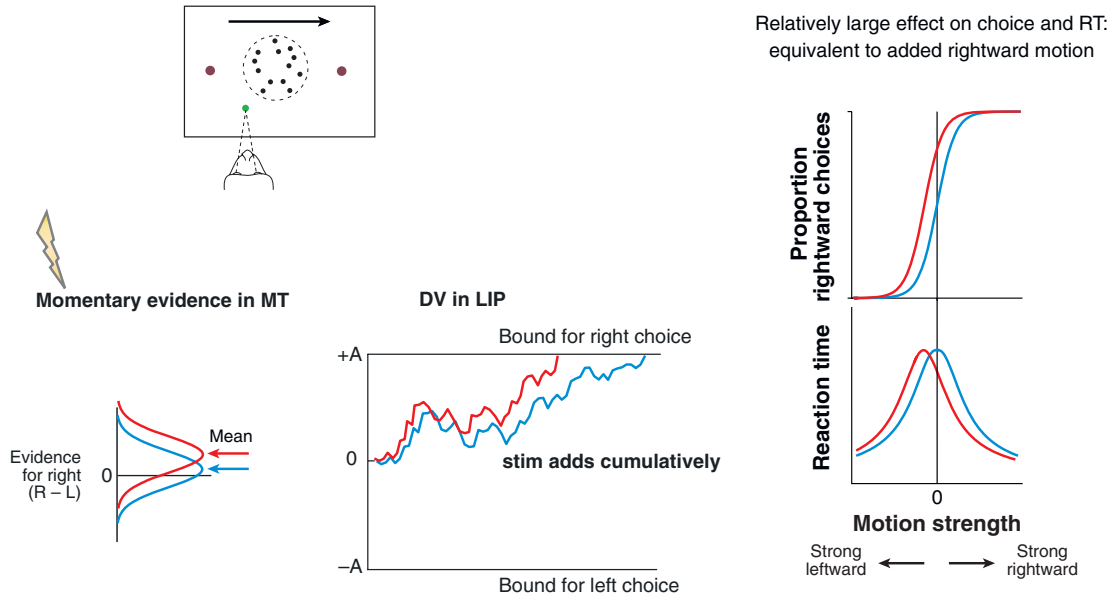 Relatively large effect on choice and RT:
equivalent to added rightward motion
Momentary evidence in MT
DV in LIP
Bound for right choice
+A
Mean
Evidence
for right
(R – L)
0
0
stim adds cumulatively
–A
Bound for left choice
Proportion
rightward choices
Reaction time
0
Motion strength
Strong
leftward
Strong
rightward